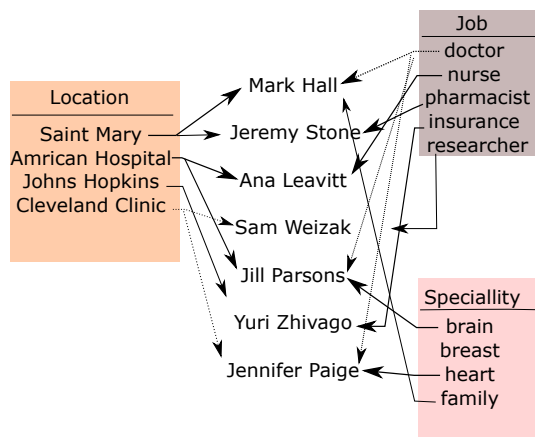 Location
Saint Mary
Amrican Hospital
Johns Hopkins
Cleveland Clinic
Mark Hall
Jeremy Stone
Ana Leavitt
Sam Weizak
Jill Parsons
Yuri Zhivago
Jennifer Paige
Job
doctor
nurse
pharmacist
insurance
researcher
Speciallity
brain
breast
heart
family